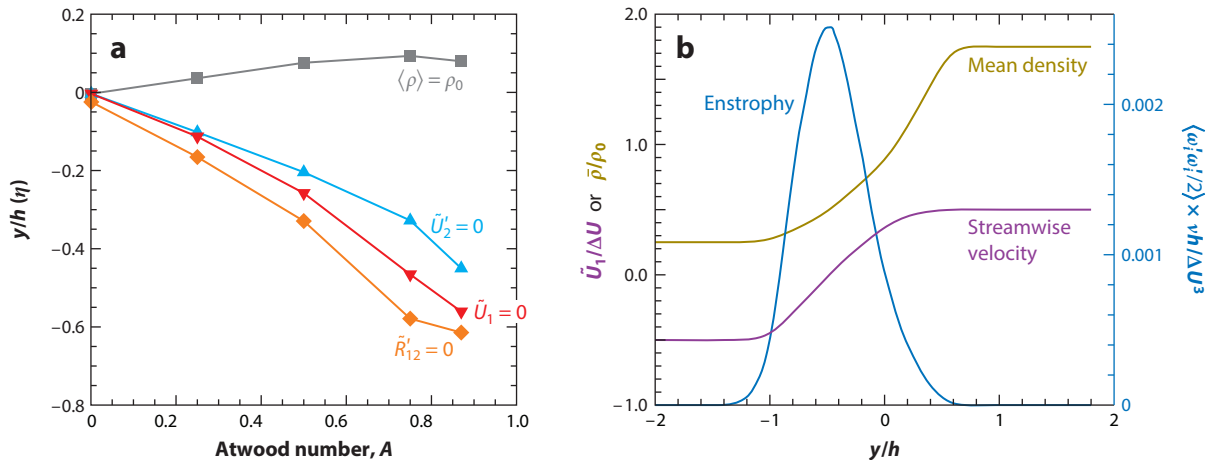 a
0.2
0
−0.2
−0.4
−0.6
−0.8
y/h (η)
⟨ρ⟩ = ρ₀
Ũ′₂ = 0
Ũ₁ = 0
R̃′₁₂ = 0
0 0.2 0.4 0.6 0.8 1.0
Atwood number, A
b
2.0
1.0
0.0
−1.0
Ũ₁/ΔU or ρ̄/ρ₀
Enstrophy
Mean density
Streamwise
velocity
0.002
0.001
0
⟨ω′ᵢω′ᵢ/2⟩ × νh/ΔU³
−2 −1 0 1 2
y/h